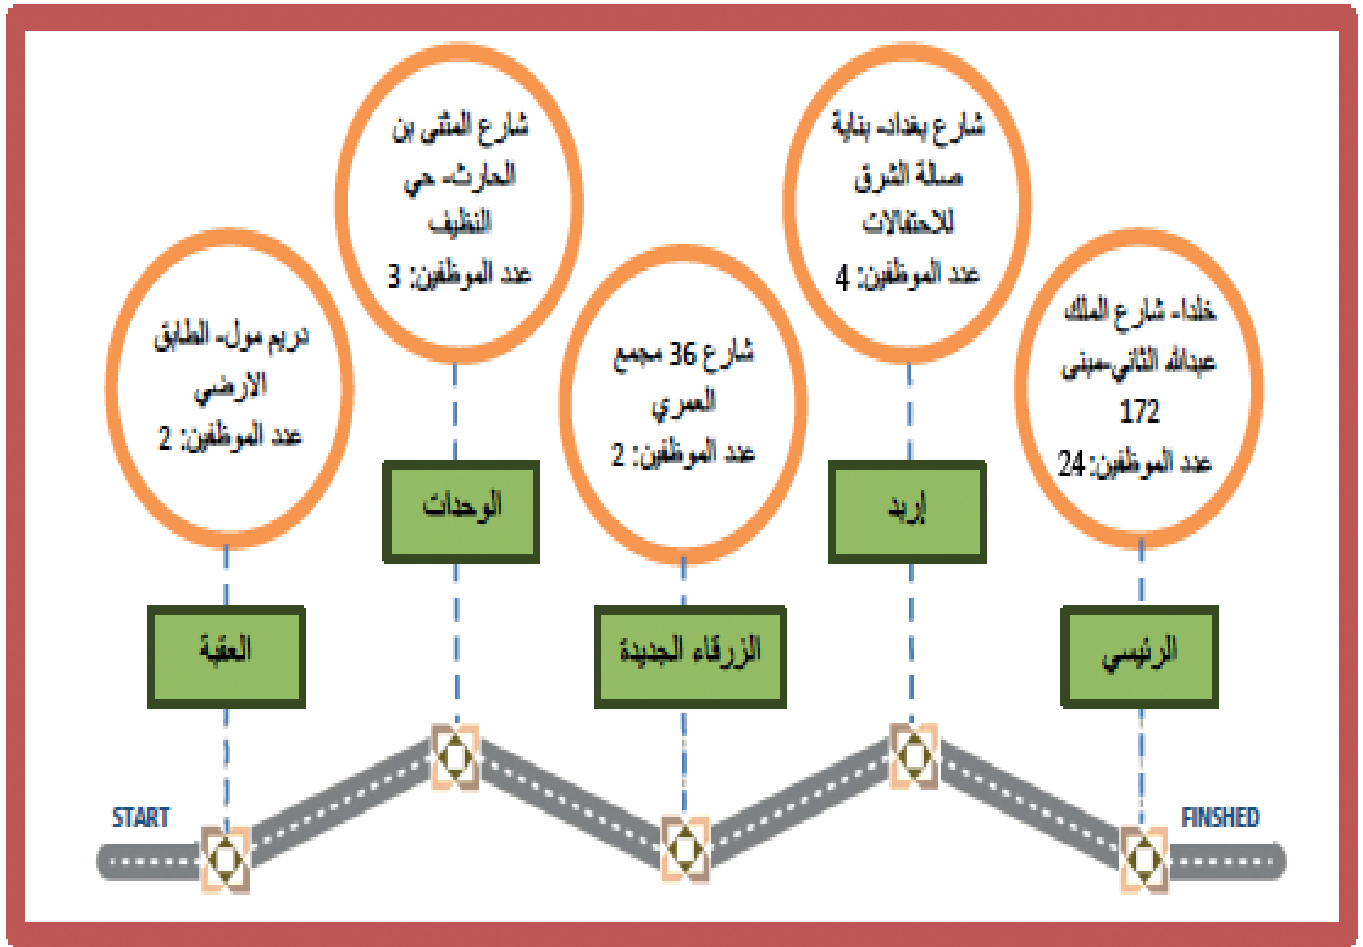 شارع المثنى بن
الحارث- حي
النظيف
عدد الموظفين: 3
شارع بغداد- بناية
صالة الشرق
للاحتفالات
عدد الموظفين: 4
دريم مول- الطابق
الارضي
عدد الموظفين: 2
شارع 36 مجمع
العمري
عدد الموظفين: 2
خلدا- شارع الملك
عبدالله الثاني-مبنى
172
عدد الموظفين: 24
الوحدات
إربد
العقبة
الزرقاء الجديدة
الرئيسي
START
FINSHED